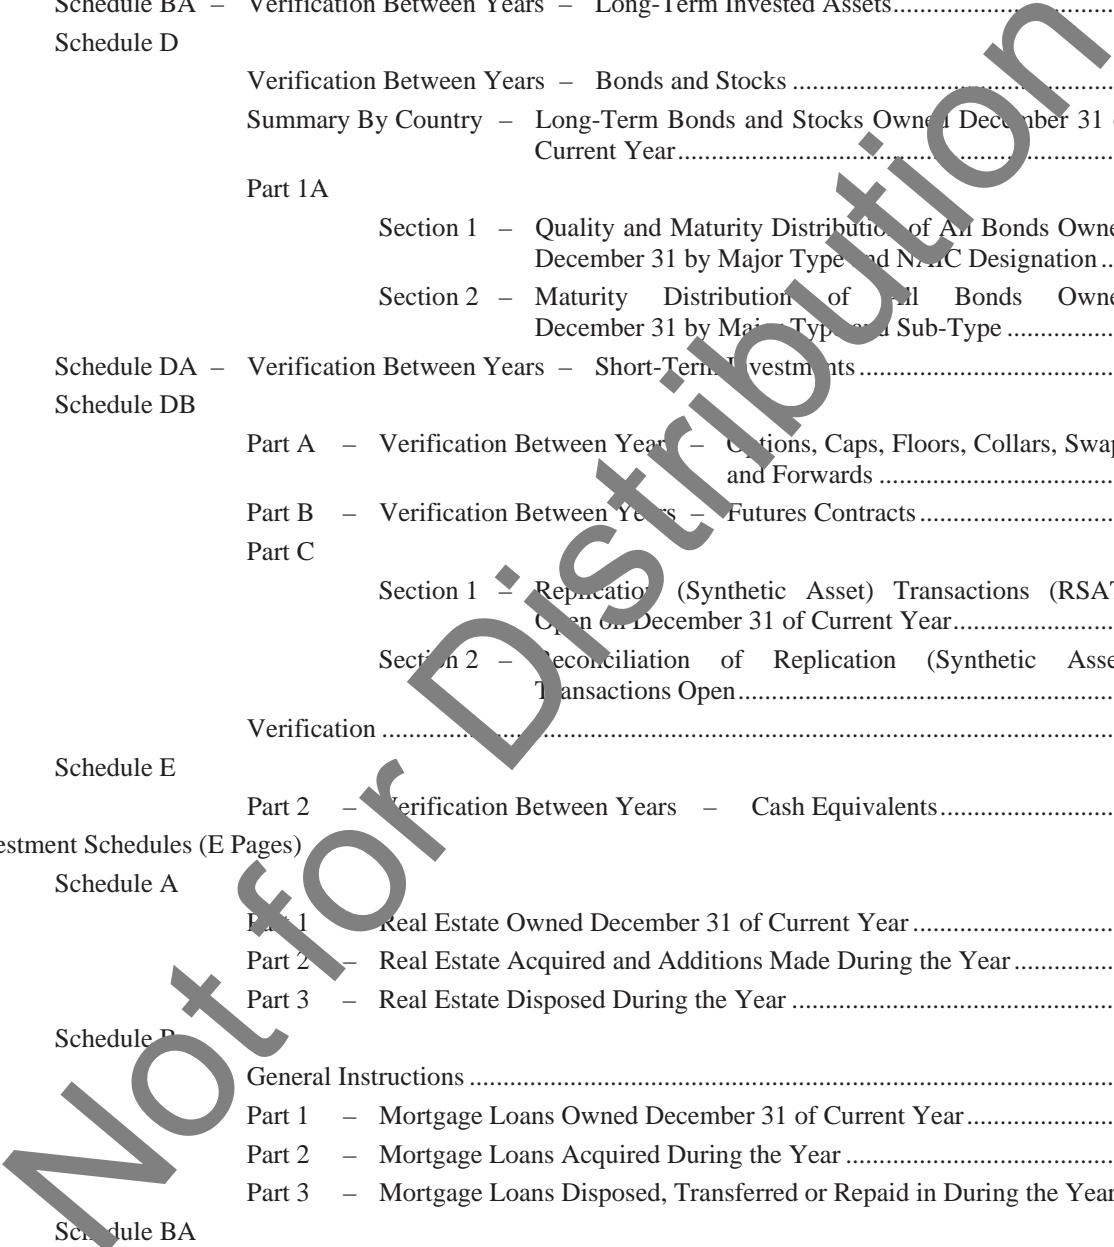 Schedule BA – Verification Between Years – Long-Term Invested Assets
Schedule D
Verification Between Years – Bonds and Stocks
Summary By Country – Long-Term Bonds and Stocks Owned December 31
Current Year
Part 1A
Section 1 – Quality and Maturity Distribution of All Bonds Owne
December 31 by Major Type and NAIC Designation
Section 2 – Maturity Distribution of All Bonds Owne
December 31 by Major Type and Sub-Type
Schedule DA – Verification Between Years – Short-Term Investments
Schedule DB
Part A – Verification Between Years – Options, Caps, Floors, Collars, Swap
and Forwards
Part B – Verification Between Years – Futures Contracts
Part C
Section 1 – Replication (Synthetic Asset) Transactions (RSAT
Open on December 31 of Current Year
Section 2 – Reconciliation of Replication (Synthetic Asse
Transactions Open
Verification
Schedule E
Part 2 – Verification Between Years – Cash Equivalents
estment Schedules (E Pages)
Schedule A
Part 1 Real Estate Owned December 31 of Current Year
Part 2 – Real Estate Acquired and Additions Made During the Year
Part 3 – Real Estate Disposed During the Year
Schedule B
General Instructions
Part 1 – Mortgage Loans Owned December 31 of Current Year
Part 2 – Mortgage Loans Acquired During the Year
Part 3 – Mortgage Loans Disposed, Transferred or Repaid in During the Year
Schedule BA
Not for Distribution